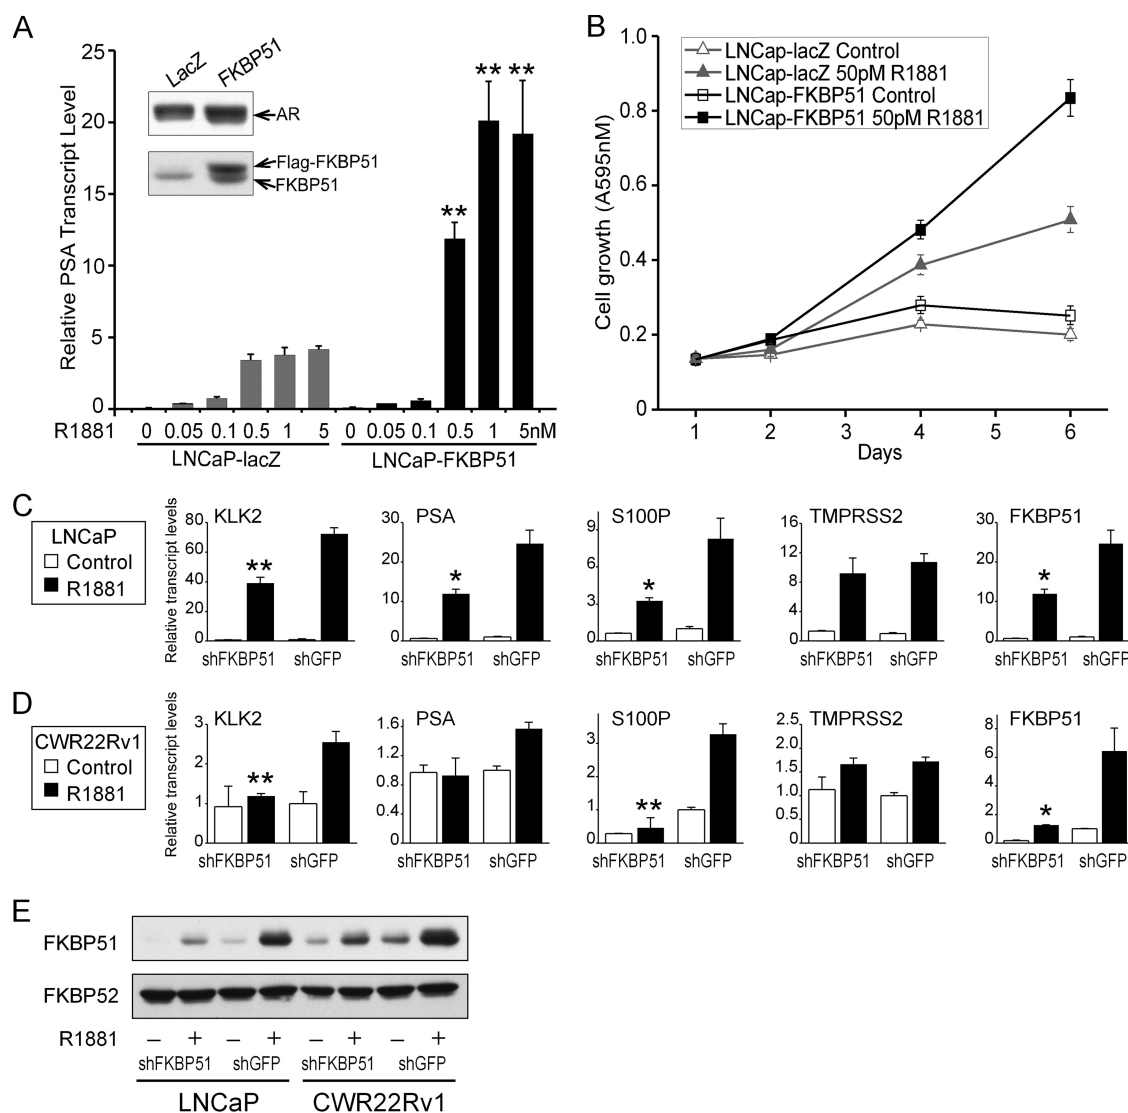 A
25
20
15
10
5
0
Relative PSA Transcript Level
LacZ
FKBP51
AR
Flag-FKBP51
FKBP51
** **
**
R1881 0 0.05 0.1 0.5 1 5 0 0.05 0.1 0.5 1 5nM
LNCaP-lacZ LNCaP-FKBP51
B
1.0
0.8
0.6
0.4
0.2
0
Cell growth (A595nM)
LNCap-lacZ Control
LNCap-lacZ 50pM R1881
LNCap-FKBP51 Control
LNCap-FKBP51 50pM R1881
1 2 3 4 5 6
Days
C
LNCaP
Control
R1881
Relative transcript levels
KLK2
80
60
40
20
0
**
shFKBP51 shGFP
PSA
30
20
10
0
*
shFKBP51 shGFP
S100P
9
6
3
0
*
shFKBP51 shGFP
TMPRSS2
16
12
8
4
0
shFKBP51 shGFP
FKBP51
30
20
10
0
*
shFKBP51 shGFP
D
CWR22Rv1
Control
R1881
Relative transcript levels
KLK2
3
2
1
0
**
shFKBP51 shGFP
PSA
1.6
1.2
0.8
0.4
0
shFKBP51 shGFP
S100P
3
2
1
0
**
shFKBP51 shGFP
TMPRSS2
2.5
2.0
1.5
1.0
0.5
0
shFKBP51 shGFP
FKBP51
8
6
4
2
0
*
shFKBP51 shGFP
E
FKBP51
FKBP52
R1881 – + – + – + – +
shFKBP51 shGFP shFKBP51 shGFP
LNCaP CWR22Rv1